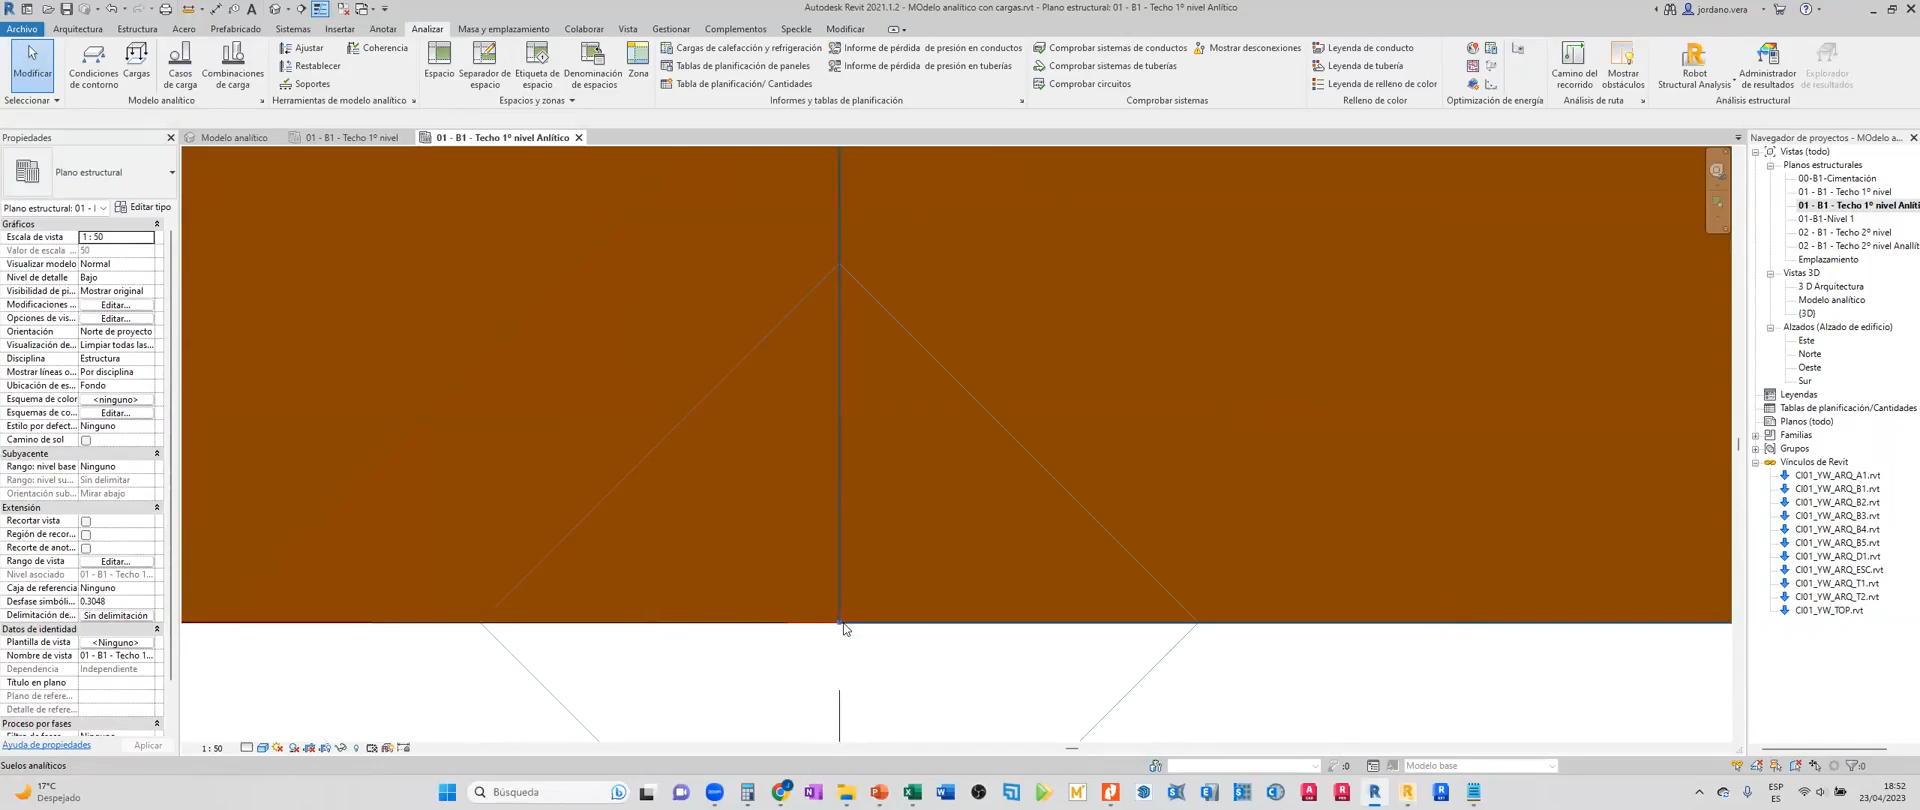 Autodesk Revit 2021.1.2 - MOdelo analítico con cargas.rvt - Plano estructural: 01 - B1 - Techo 1º nivel Anlítico
jordano.vera
Archivo Arquitectura Estructura Acero Prefabricado Sistemas Insertar Anotar Analizar Masa y emplazamiento Colaborar Vista Gestionar Complementos Speckle Modificar
Modificar
Condiciones de contorno
Cargas
Casos de carga
Combinaciones de carga
Ajustar
Restablecer
Soportes
Coherencia
Espacio
Separador de espacio
Etiqueta de espacio
Denominación de espacios
Zona
Cargas de calefacción y refrigeración
Tablas de planificación de paneles
Tabla de planificación/ Cantidades
Informe de pérdida de presión en conductos
Informe de pérdida de presión en tuberías
Comprobar sistemas de conductos
Comprobar sistemas de tuberías
Comprobar circuitos
Mostrar desconexiones
Leyenda de conducto
Leyenda de tubería
Leyenda de relleno de color
Camino del recorrido
Mostrar obstáculos
Robot Structural Analysis
Administrador de resultados
Explorador de resultados
Seleccionar
Modelo analítico
Herramientas de modelo analítico
Espacios y zonas
Informes y tablas de planificación
Comprobar sistemas
Relleno de color
Optimización de energía
Análisis de ruta
Análisis estructural
Propiedades
Plano estructural
Plano estructural: 01 - I
Editar tipo
Gráficos
Escala de vista 1 : 50
Valor de escala ... 50
Visualizar modelo Normal
Nivel de detalle Bajo
Visibilidad de pi... Mostrar original
Modificaciones ... Editar...
Opciones de vis... Editar...
Orientación Norte de proyecto
Visualización de... Limpiar todas las...
Disciplina Estructura
Mostrar líneas o... Por disciplina
Ubicación de es... Fondo
Esquema de color <ninguno>
Esquemas de co... Editar...
Estilo por defect... Ninguno
Camino de sol
Subyacente
Rango: nivel base Ninguno
Rango: nivel su... Sin delimitar
Orientación sub... Mirar abajo
Extensión
Recortar vista
Región de recor...
Recorte de anot...
Rango de vista Editar...
Nivel asociado 01 - B1 - Techo 1...
Caja de referencia Ninguno
Desfase simbóli... 0.3048
Delimitación de... Sin delimitación
Datos de identidad
Plantilla de vista <Ninguno>
Nombre de vista 01 - B1 - Techo 1...
Dependencia Independiente
Título en plano
Plano de refere...
Detalle de refere...
Proceso por fases
Ayuda de propiedades
Aplicar
Modelo analítico
01 - B1 - Techo 1º nivel
01 - B1 - Techo 1º nivel Anlítico
Navegador de proyectos - MOdelo a...
Vistas (todo)
Planos estructurales
00-B1-Cimentación
01 - B1 - Techo 1º nivel
01 - B1 - Techo 1º nivel Anlíti
01-B1-Nivel 1
02 - B1 - Techo 2º nivel
02 - B1 - Techo 2º nivel Anallít
Emplazamiento
Vistas 3D
3 D Arquitectura
Modelo analítico
{3D}
Alzados (Alzado de edificio)
Este
Norte
Oeste
Sur
Leyendas
Tablas de planificación/Cantidades
Planos (todo)
Familias
Grupos
Vínculos de Revit
CI01_YW_ARQ_A1.rvt
CI01_YW_ARQ_B1.rvt
CI01_YW_ARQ_B2.rvt
CI01_YW_ARQ_B3.rvt
CI01_YW_ARQ_B4.rvt
CI01_YW_ARQ_B5.rvt
CI01_YW_ARQ_D1.rvt
CI01_YW_ARQ_ESC.rvt
CI01_YW_ARQ_T1.rvt
CI01_YW_ARQ_T2.rvt
CI01_YW_TOP.rvt
1 : 50
Suelos analíticos
:0
Modelo base
:0
17°C
Despejado
Búsqueda
ESP
ES
18:52
23/04/2023